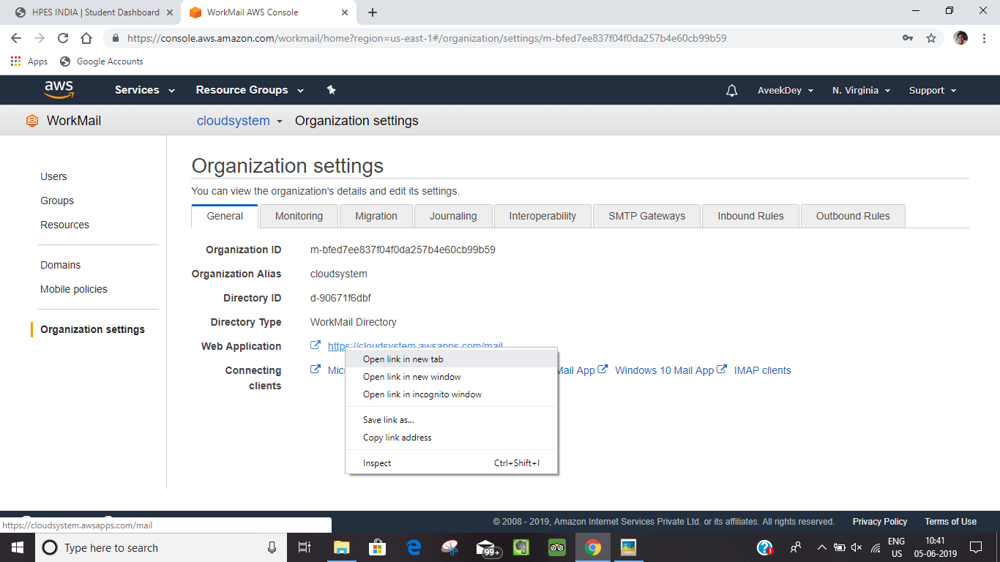 HPES INDIA | Student Dashboard
WorkMail AWS Console
https://console.aws.amazon.com/workmail/home?region=us-east-1#/organization/settings/m-bfed7ee837f04f0da257b4e60cb99b59
Apps Google Accounts
aws Services Resource Groups AveekDey N. Virginia Support
WorkMail cloudsystem Organization settings
Users
Groups
Resources
Domains
Mobile policies
Organization settings
Organization settings
You can view the organization's details and edit its settings.
General Monitoring Migration Journaling Interoperability SMTP Gateways Inbound Rules Outbound Rules
Organization ID m-bfed7ee837f04f0da257b4e60cb99b59
Organization Alias cloudsystem
Directory ID d-90671f6dbf
Directory Type WorkMail Directory
Web Application https://cloudsystem.awsapps.com/mail
Connecting Mail App Windows 10 Mail App IMAP clients
clients
Open link in new tab
Open link in new window
Open link in incognito window
Save link as...
Copy link address
Inspect Ctrl+Shift+I
https://cloudsystem.awsapps.com/mail
© 2008 - 2019, Amazon Internet Services Private Ltd. or its affiliates. All rights reserved. Privacy Policy Terms of Use
Type here to search
99+
ENG
US
10:41
05-06-2019